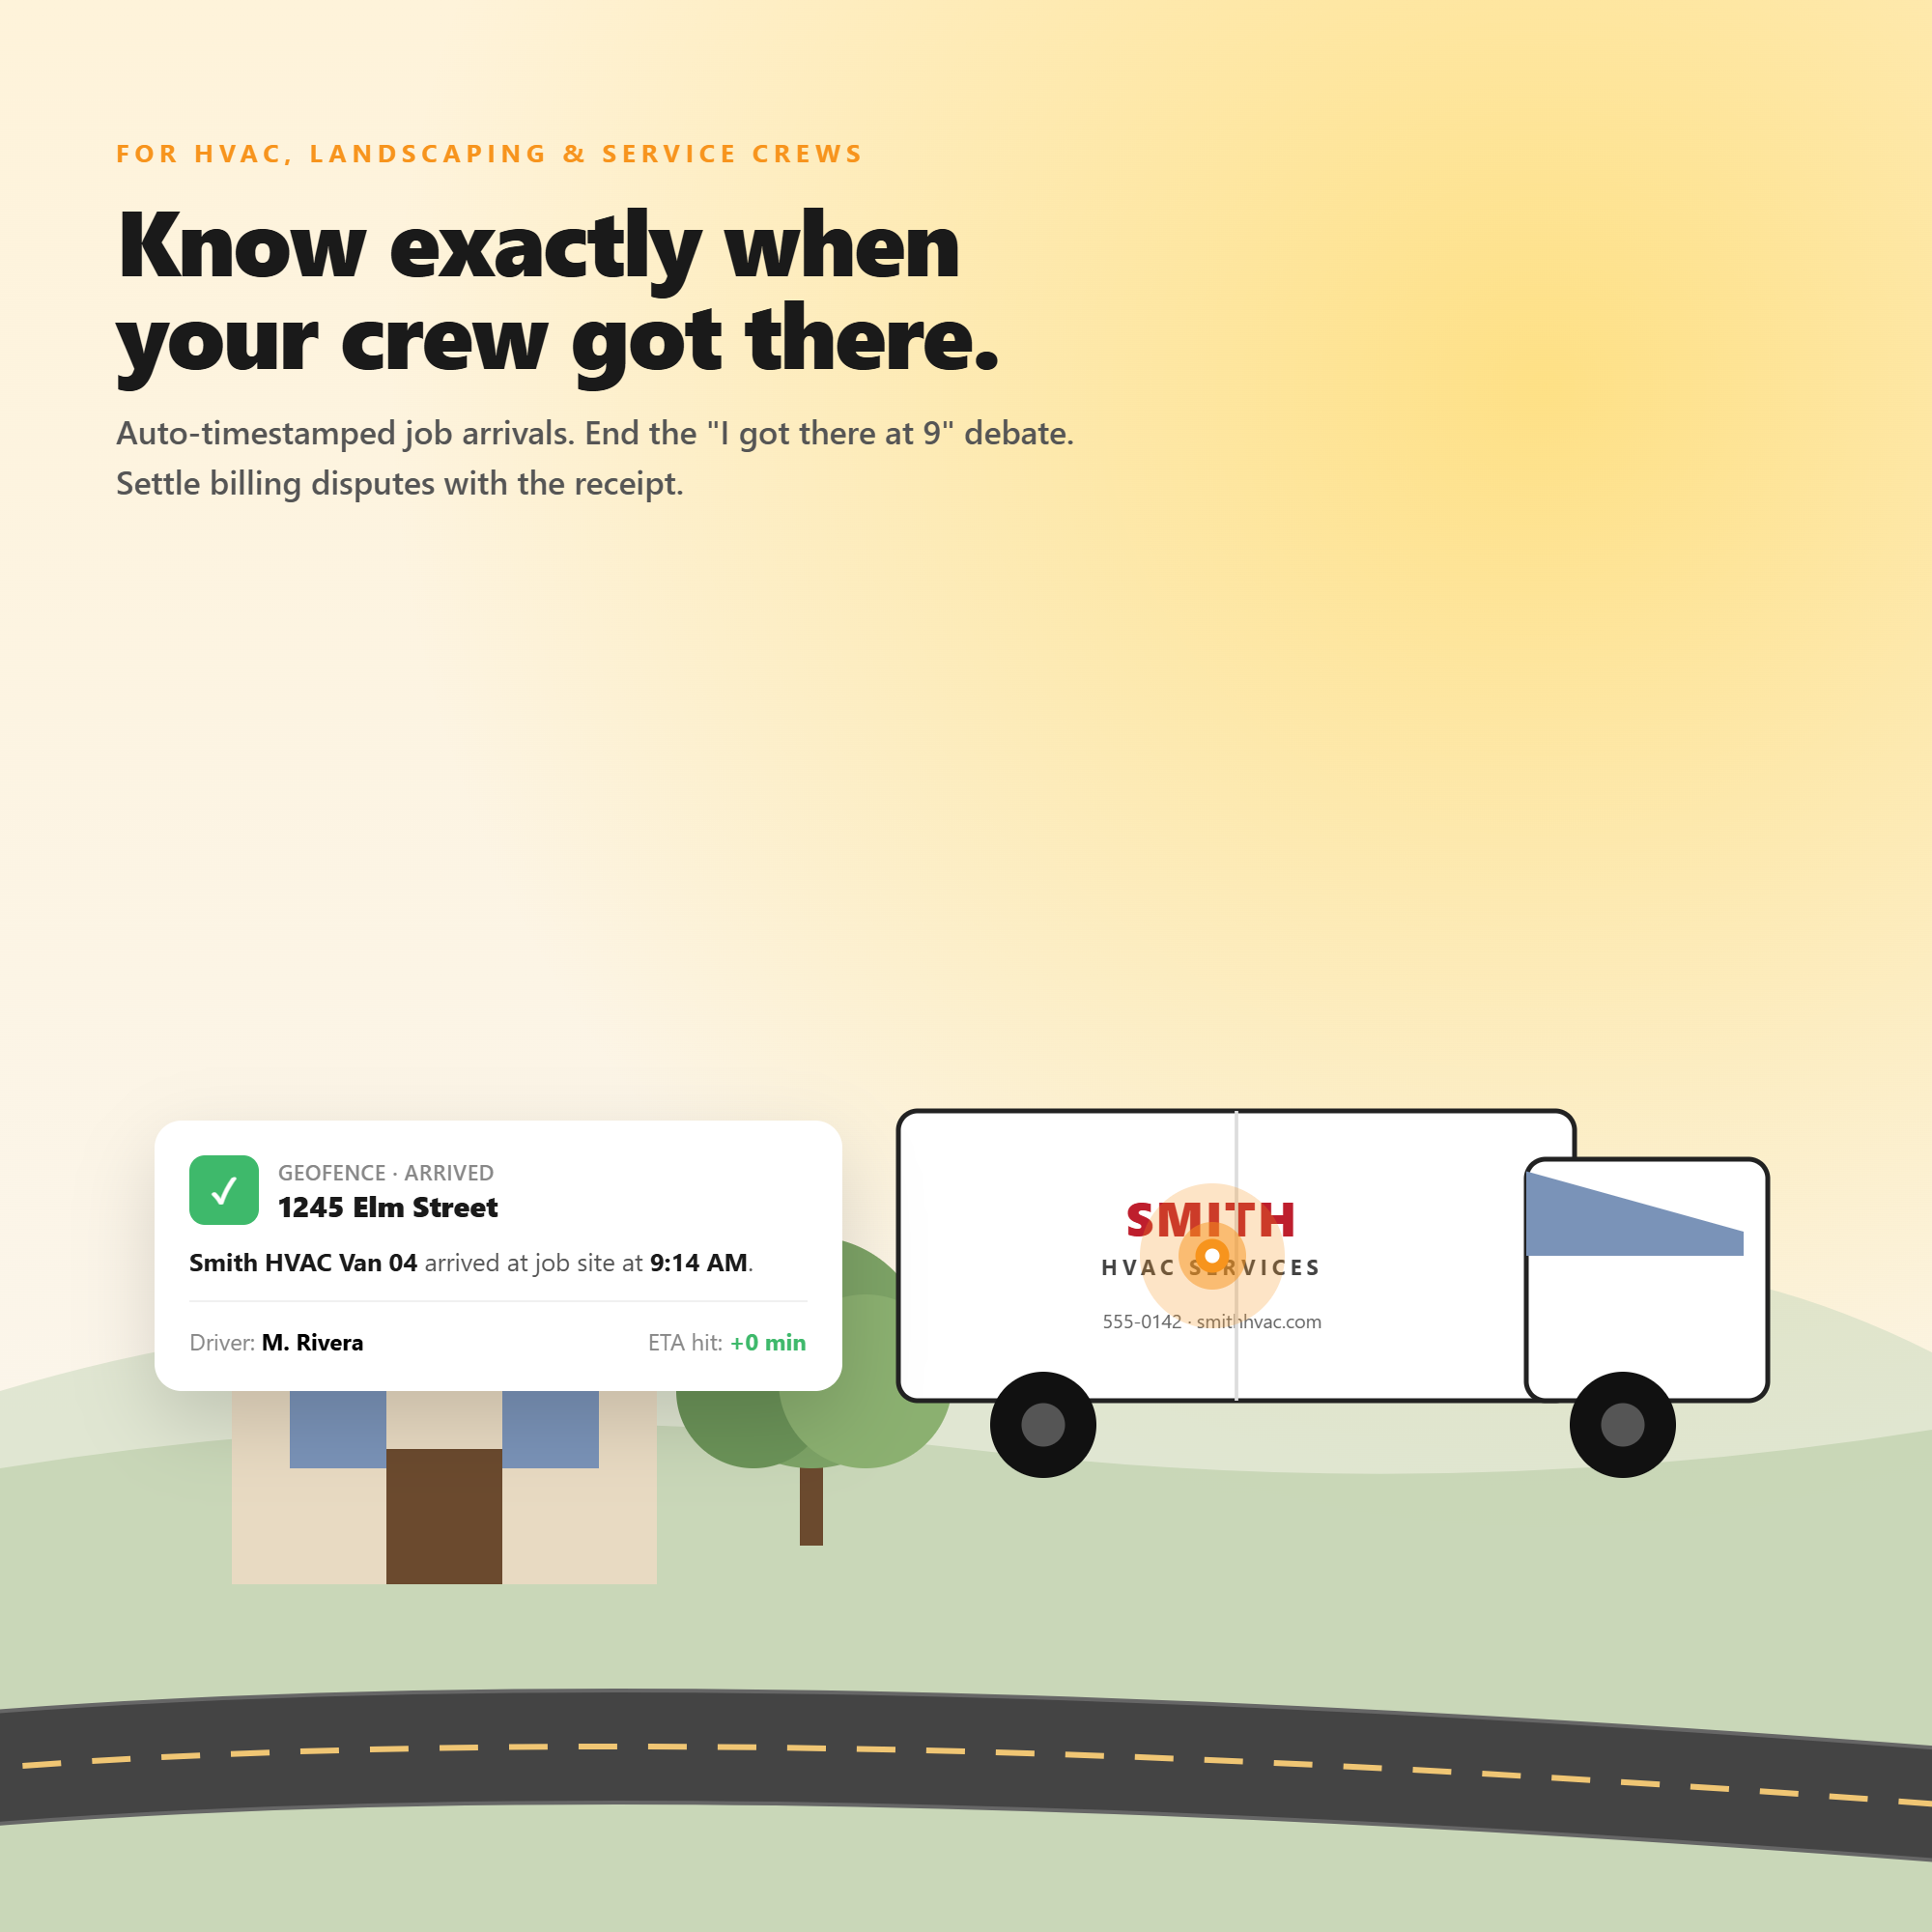 FOR HVAC, LANDSCAPING & SERVICE CREWS
Know exactly when
your crew got there.
Auto-timestamped job arrivals. End the "I got there at 9" debate.
Settle billing disputes with the receipt.
GEOFENCE · ARRIVED
1245 Elm Street
Smith HVAC Van 04 arrived at job site at 9:14 AM.
Driver: M. Rivera
ETA hit: +0 min
SMITH
HVAC SERVICES
555-0142 · smithhvac.com